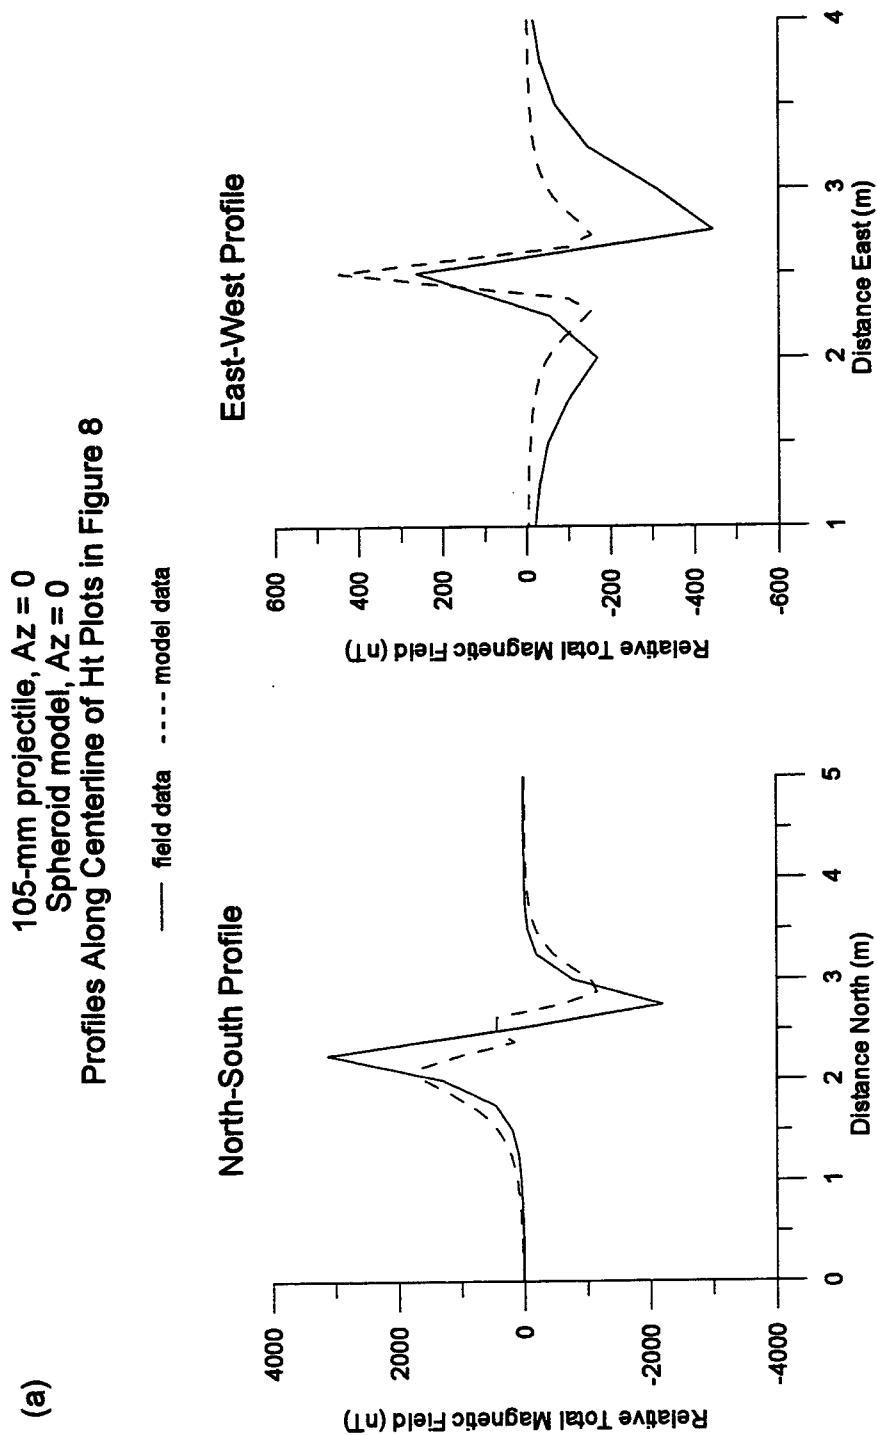 (a)
105-mm projectile, Az = 0
Spheroid model, Az = 0
Profiles Along Centerline of Ht Plots in Figure 8
field data
model data
North-South Profile
Relative Total Magnetic Field (nT)
4000
2000
0
-2000
-4000
0
1
2
3
4
5
Distance North (m)
East-West Profile
Relative Total Magnetic Field (nT)
600
400
200
0
-200
-400
-600
1
2
3
4
Distance East (m)